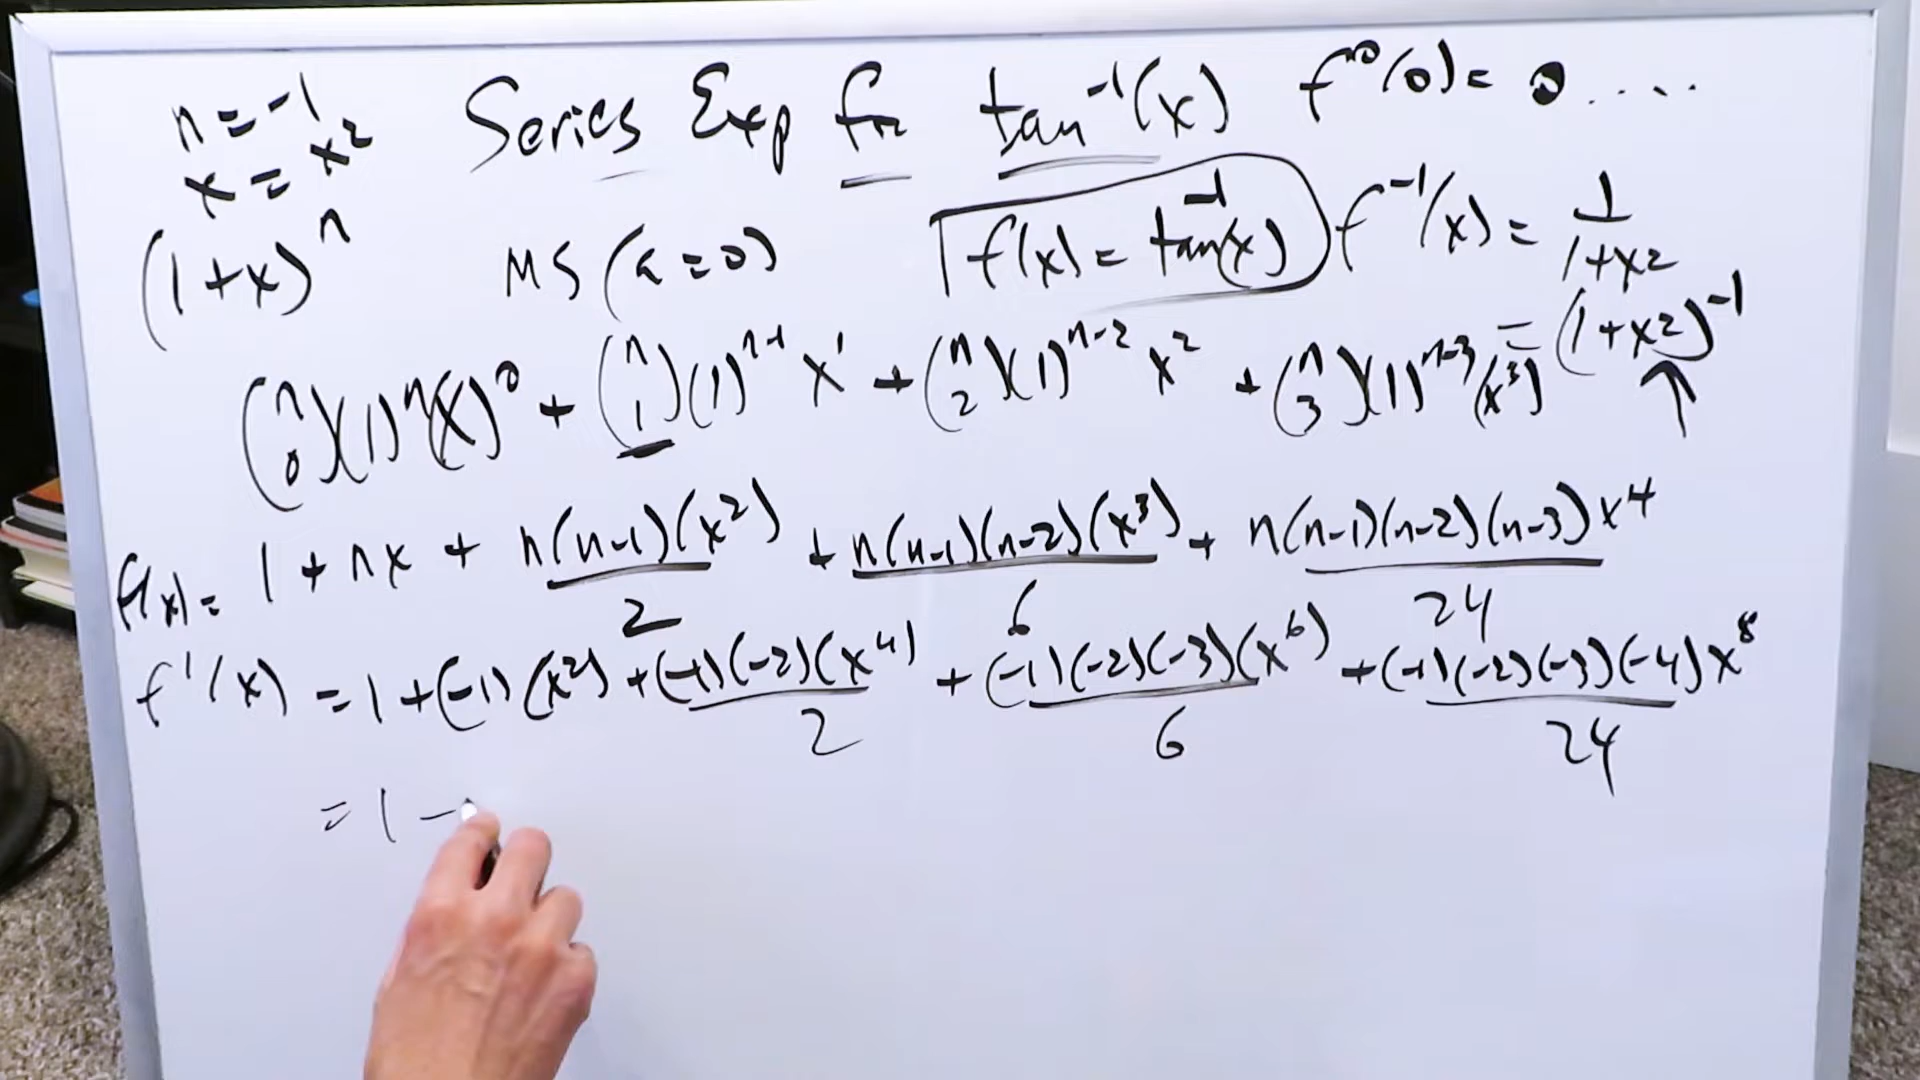 n = -1
x = x²
(1+x)ⁿ
Series Exp for tan⁻¹(x)
MS (a=0)
f(x) = tan⁻¹(x)
fⁿ⁰(0) = 0 .....
f⁻¹(x) = 1/(1+x²)
= (1+x²)⁻¹
(n 0)(1)ⁿ(x)⁰ + (n 1)(1)ⁿ⁻¹ x¹ + (n 2)(1)ⁿ⁻² x² + (n 3)(1)ⁿ⁻³(x³)
f(x) = 1 + nx + n(n-1)(x²)/2 + n(n-1)(n-2)(x³)/6 + n(n-1)(n-2)(n-3)x⁴/24
f'(x) = 1 + (-1)(x²) + (-1)(-2)(x⁴)/2 + (-1)(-2)(-3)(x⁶)/6 + (-1)(-2)(-3)(-4)x⁸/24
= 1 -